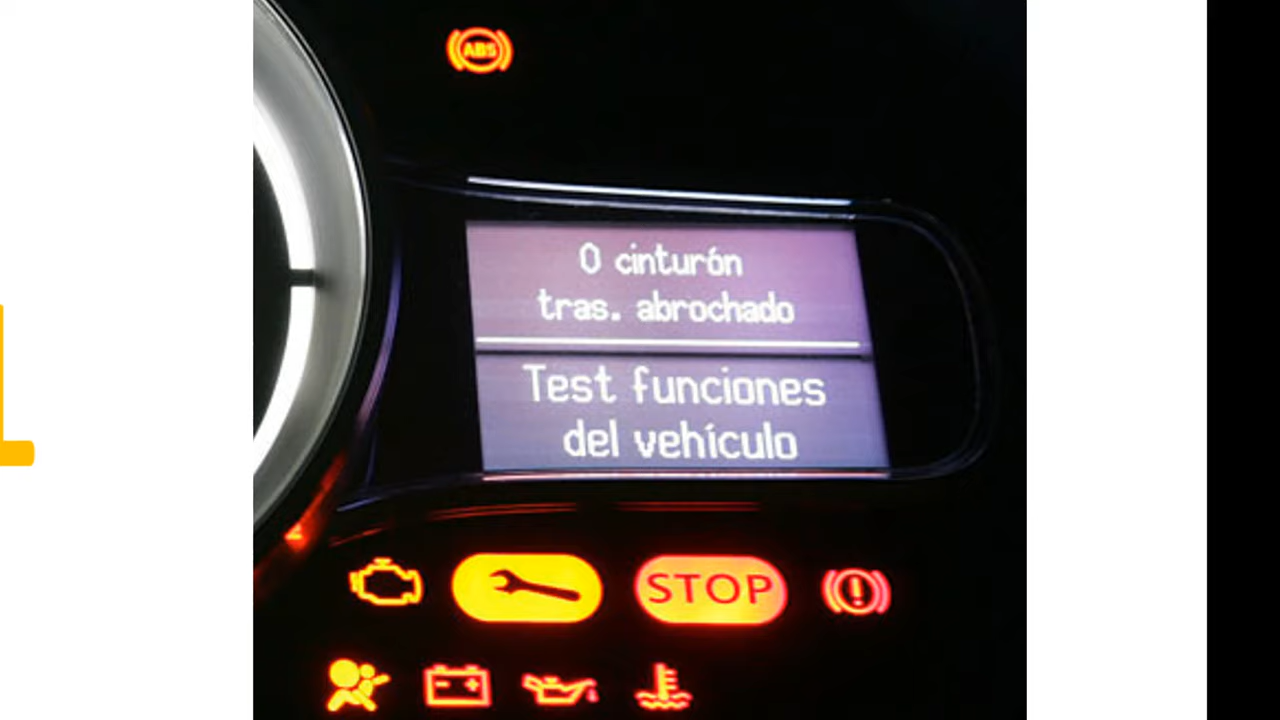 ABS
0 cinturón
tras. abrochado
Test funciones
del vehículo
STOP